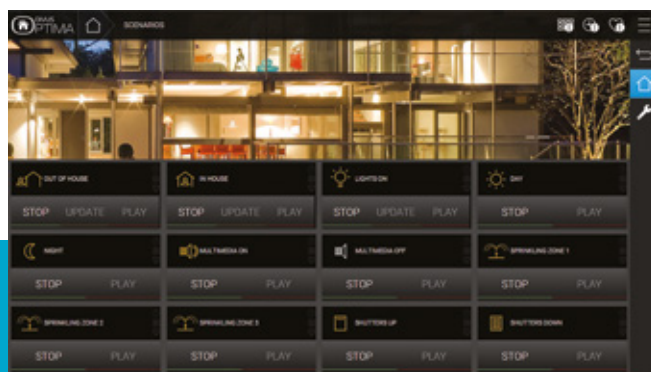 DIVUS
OPTIMA
SCENARIOS
OUT OF HOUSE
IN HOUSE
LIGHTS ON
DAY
STOP UPDATE PLAY
STOP UPDATE PLAY
STOP UPDATE PLAY
STOP PLAY
NIGHT
MULTIMEDIA ON
MULTIMEDIA OFF
SPRINKLING ZONE 1
STOP PLAY
STOP PLAY
STOP PLAY
STOP PLAY
SPRINKLING ZONE 2
SPRINKLING ZONE 3
SHUTTERS UP
SHUTTERS DOWN
STOP PLAY
STOP PLAY
STOP PLAY
STOP PLAY